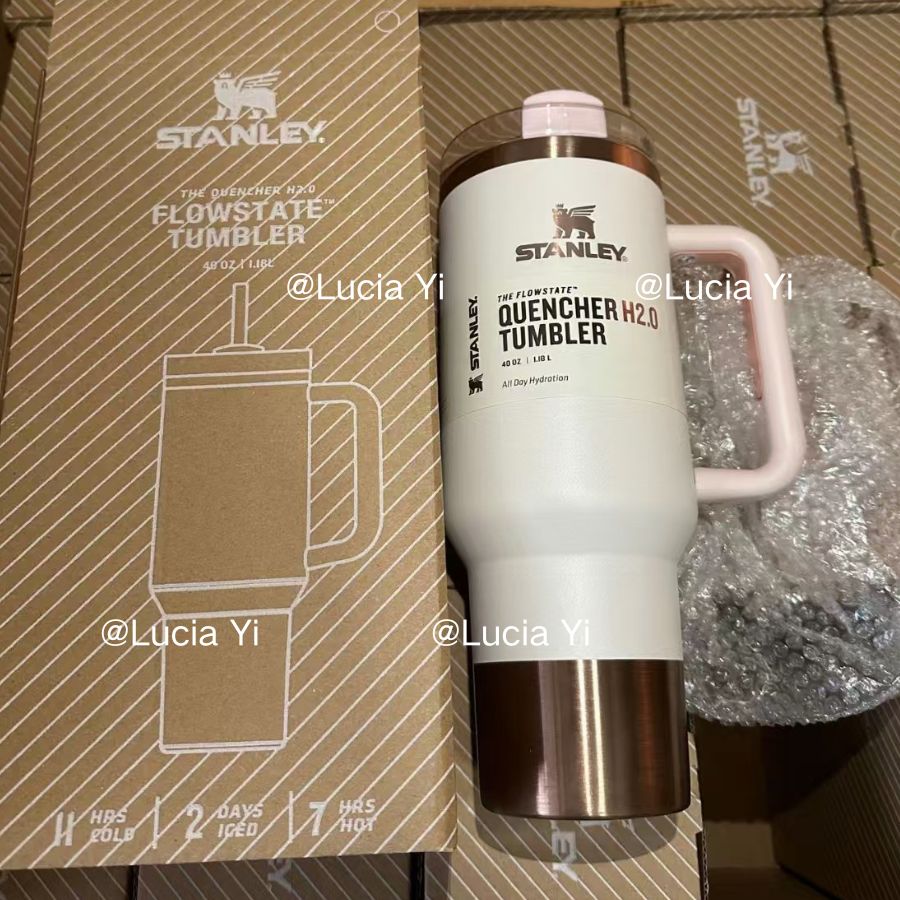 STANLEY®
THE QUENCHER H2.0
FLOWSTATE™
TUMBLER
40 OZ | 1.18L
11 HRS COLD
2 DAYS ICED
7 HRS HOT
STANLEY®
THE FLOWSTATE™
QUENCHER H2.0
TUMBLER
40 OZ | 1.18 L
All Day Hydration
STANLEY.
STANLEY
@Lucia Yi
@Lucia Yi
@Lucia Yi
@Lucia Yi